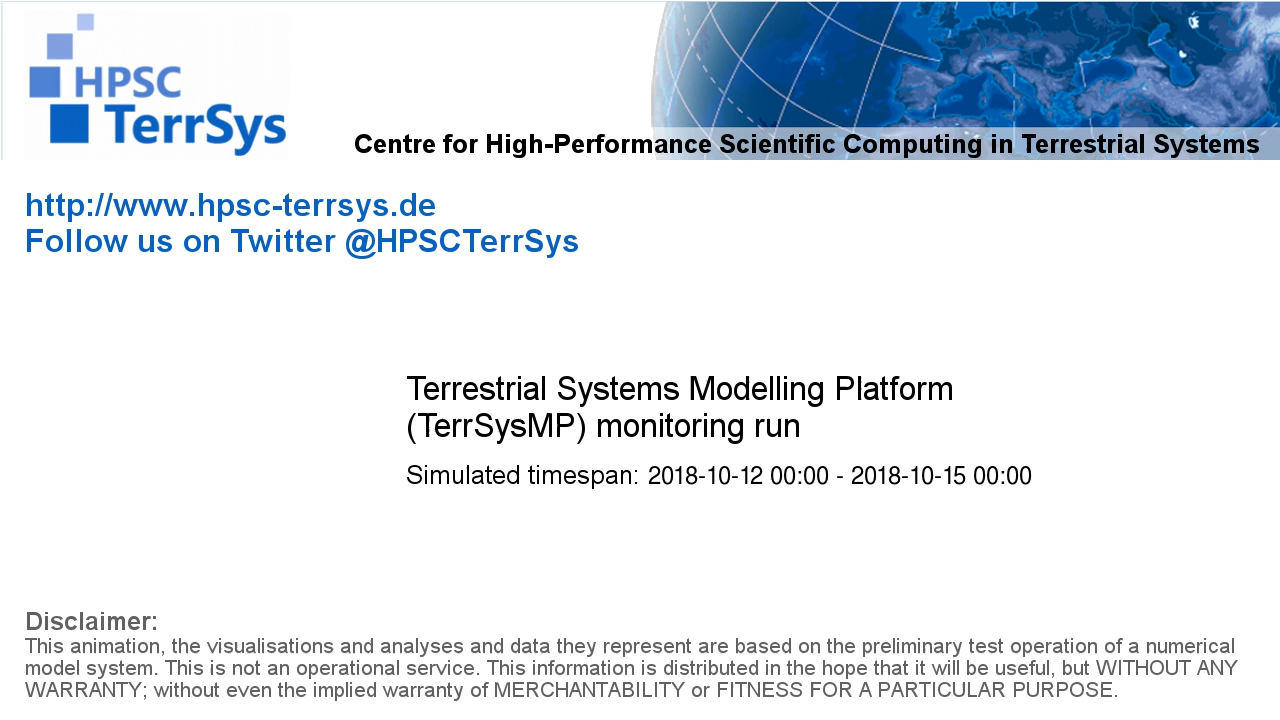 HPSC
TerrSys
Centre for High-Performance Scientific Computing in Terrestrial Systems
http://www.hpsc-terrsys.de
Follow us on Twitter @HPSCTerrSys
Terrestrial Systems Modelling Platform
(TerrSysMP) monitoring run
Simulated timespan: 2018-10-12 00:00 - 2018-10-15 00:00
Disclaimer:
This animation, the visualisations and analyses and data they represent are based on the preliminary test operation of a numerical
model system. This is not an operational service. This information is distributed in the hope that it will be useful, but WITHOUT ANY
WARRANTY; without even the implied warranty of MERCHANTABILITY or FITNESS FOR A PARTICULAR PURPOSE.